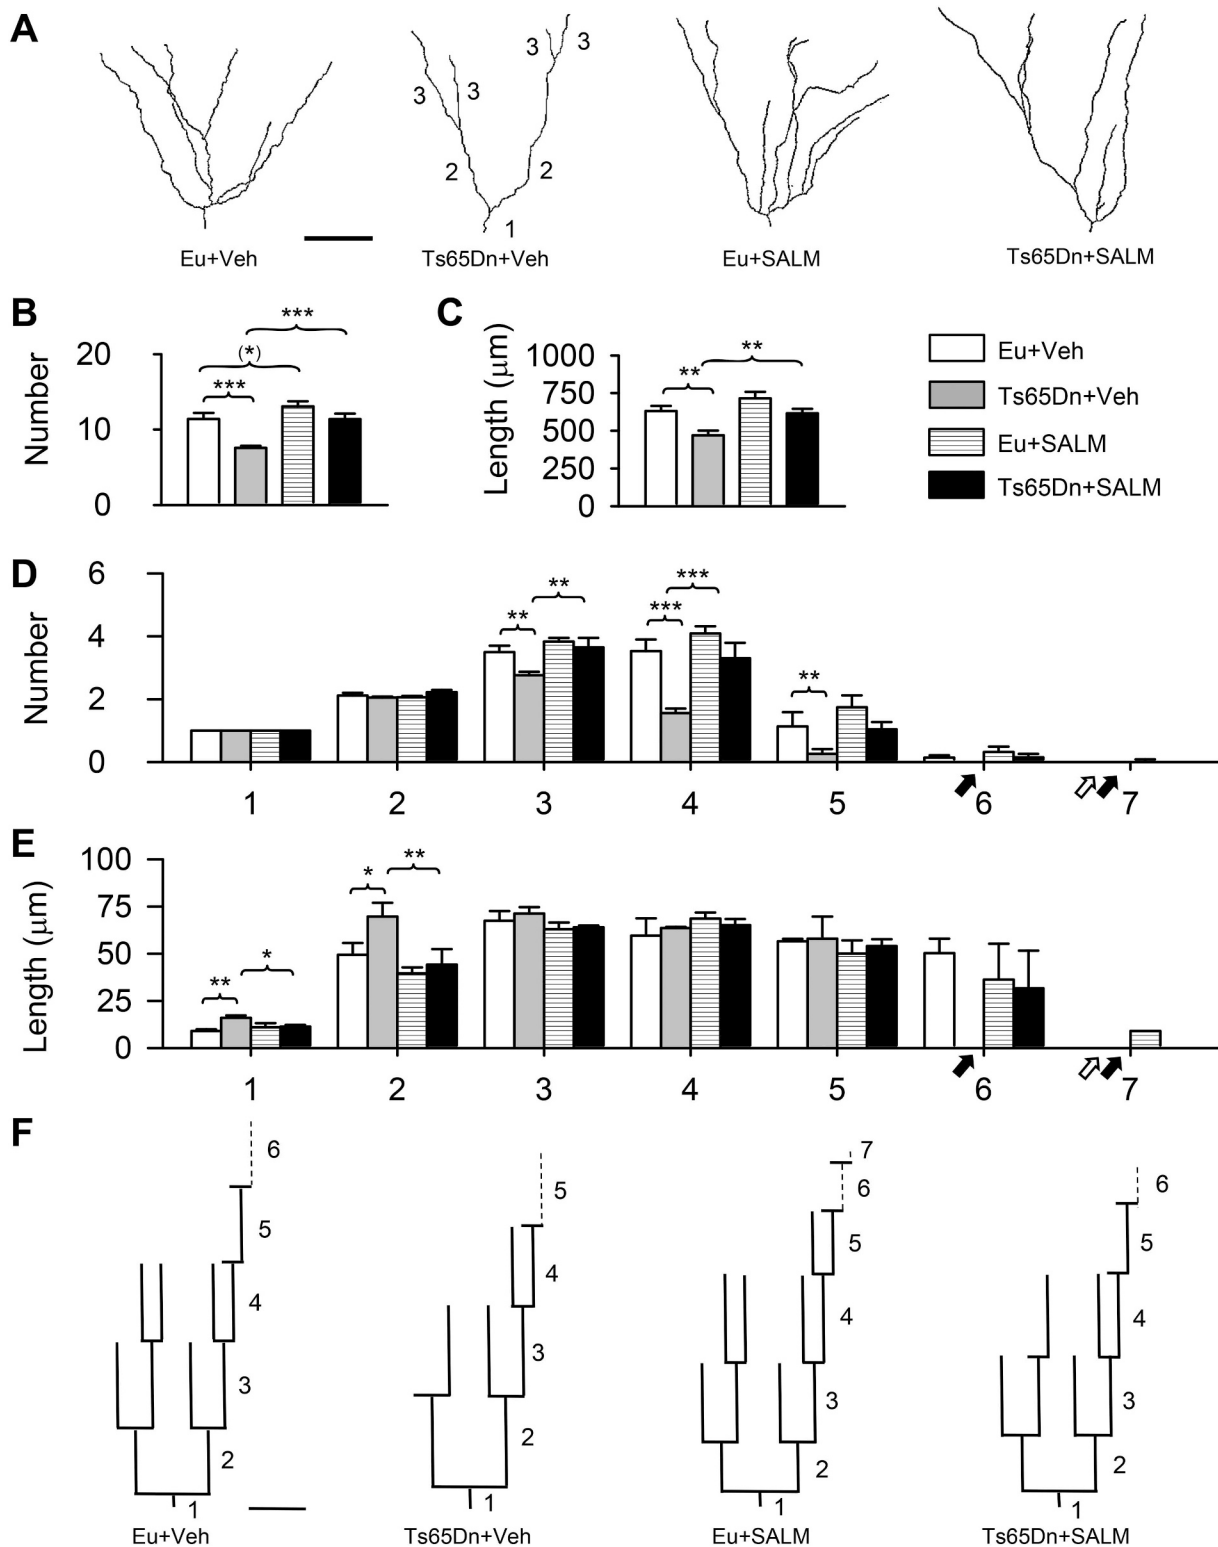 A
3 3
3 3
2 2
1
Eu+Veh Ts65Dn+Veh Eu+SALM Ts65Dn+SALM
B C
Number
20
10
0
***
(*)
***
Length (μm)
1000
750
500
250
0
**
**
Eu+Veh
Ts65Dn+Veh
Eu+SALM
Ts65Dn+SALM
D
Number
6
4
2
0
** ** *** *** **
1 2 3 4 5 6 7
E
Length (μm)
100
75
50
25
0
** * * **
1 2 3 4 5 6 7
F
6
5
4
3
2
1
Eu+Veh
5
4
3
2
1
Ts65Dn+Veh
7
6
5
4
3
2
1
Eu+SALM
6
5
4
3
2
1
Ts65Dn+SALM